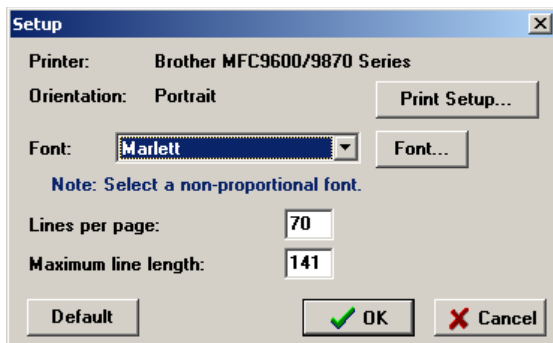 Setup
Printer: Brother MFC9600/9870 Series
Orientation: Portrait Print Setup...
Font: Marlett Font...
Note: Select a non-proportional font.
Lines per page: 70
Maximum line length: 141
Default OK Cancel